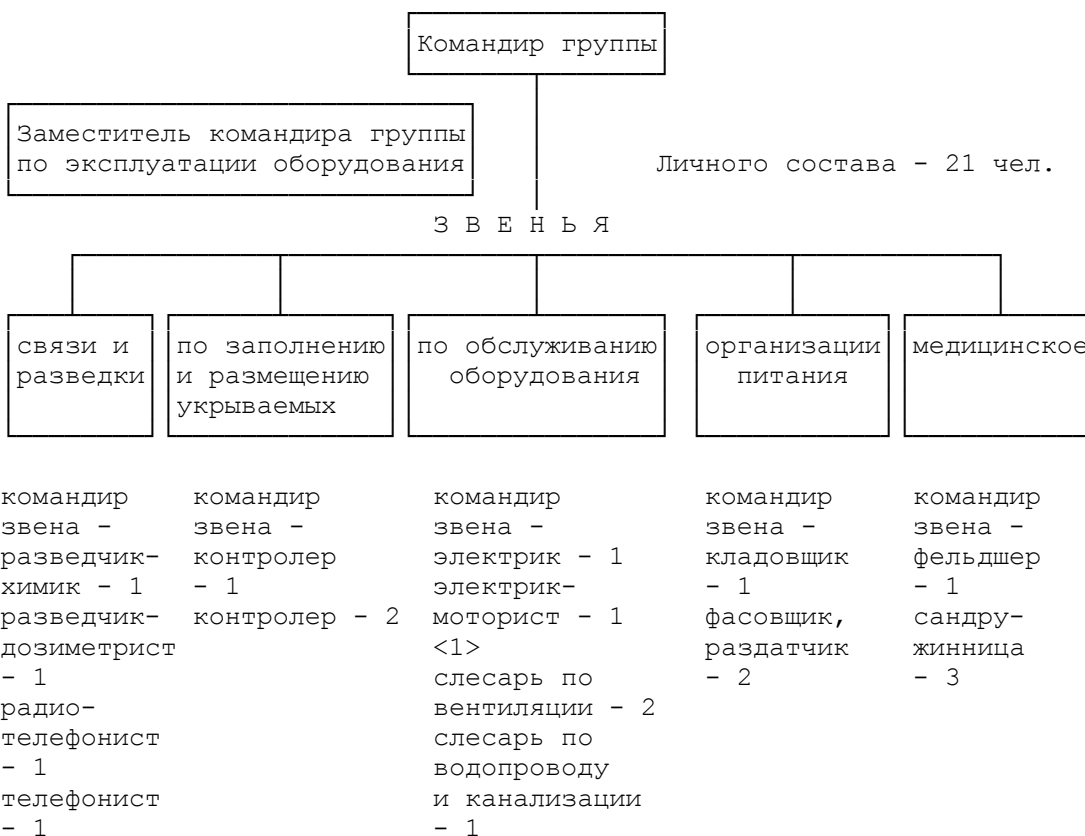 Командир группы
Заместитель командира группы
по эксплуатации оборудования
Личного состава - 21 чел.
З В Е Н Ь Я
связи и
разведки
по заполнению
и размещению
укрываемых
по обслуживанию
оборудования
организации
питания
медицинское
командир
звена -
разведчик-
химик - 1
разведчик-
дозиметрист
- 1
радио-
телефонист
- 1
телефонист
- 1
командир
звена -
контролер
- 1
контролер - 2
командир
звена -
электрик - 1
электрик-
моторист - 1
<1>
слесарь по
вентиляции - 2
слесарь по
водопроводу
и канализации
- 1
командир
звена -
кладовщик
- 1
фасовщик,
раздатчик
- 2
командир
звена -
фельдшер
- 1
сандру-
жинница
- 3